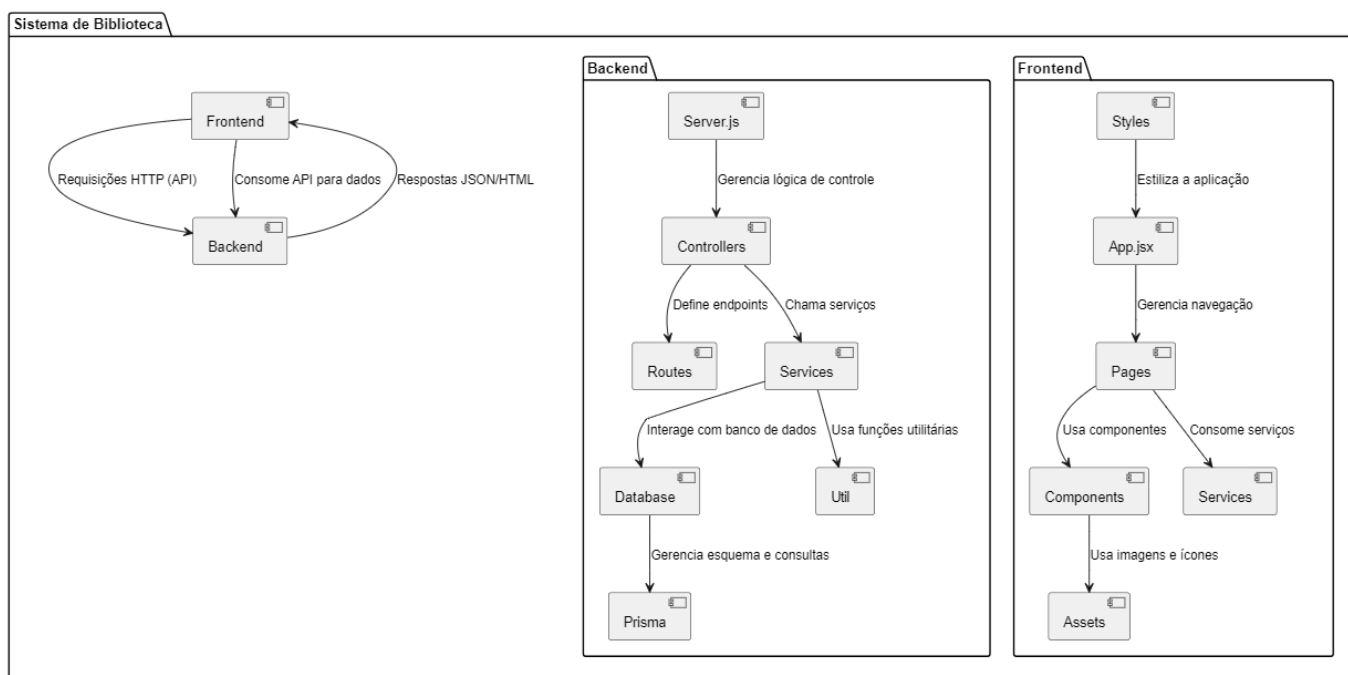 Sistema de Biblioteca
Frontend
Requisições HTTP (API)
Consome API para dados
Respostas JSON/HTML
Backend
Backend
Server.js
Gerencia lógica de controle
Controllers
Define endpoints
Chama serviços
Routes
Services
Interage com banco de dados
Usa funções utilitárias
Database
Util
Gerencia esquema e consultas
Prisma
Frontend
Styles
Estiliza a aplicação
App.jsx
Gerencia navegação
Pages
Usa componentes
Consome serviços
Components
Services
Usa imagens e ícones
Assets